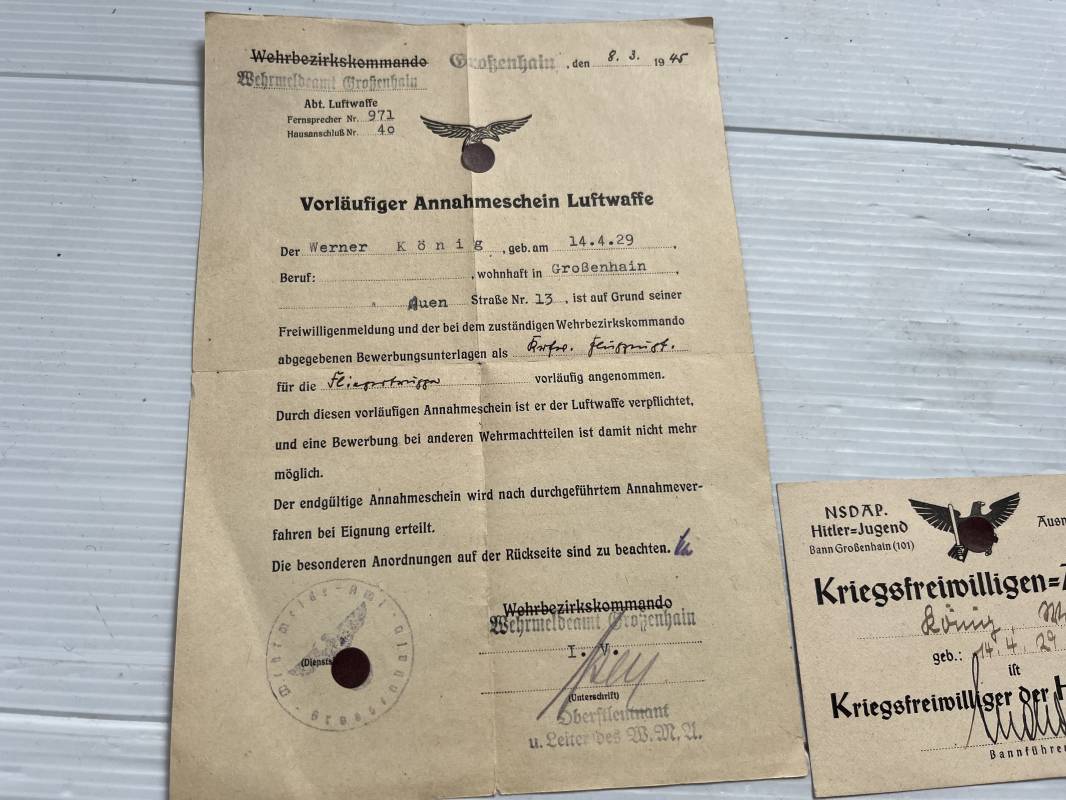 Wehrbezirkskommando Großenhain, den 8. 3. 1945
Wehrmeldeamt Großenhain
Abt. Luftwaffe
Fernsprecher Nr. 971
Hausanschluß Nr. 40
Vorläufiger Annahmeschein Luftwaffe
Der Werner König, geb. am 14.4.29,
Beruf: , wohnhaft in Großenhain,
Auen Straße Nr. 13, ist auf Grund seiner
Freiwilligenmeldung und der bei dem zuständigen Wehrbezirkskommando
abgegebenen Bewerbungsunterlagen als
für die Fliegertruppe vorläufig angenommen.
Durch diesen vorläufigen Annahmeschein ist er der Luftwaffe verpflichtet,
und eine Bewerbung bei anderen Wehrmachtteilen ist damit nicht mehr
möglich.
Der endgültige Annahmeschein wird nach durchgeführtem Annahmever-
fahren bei Eignung erteilt.
Die besonderen Anordnungen auf der Rückseite sind zu beachten.
Wehrbezirkskommando
Wehrmeldeamt Großenhain
I. V.
(Unterschrift)
Oberstleutnant
u. Leiter des W.M.A.
Wehrmelde-Amt
(Diensts
NSDAP.
Hitler=Jugend
Bann Großenhain (101)
Ausw
Kriegsfreiwilligen=A
König, W
geb.: 14.4.29
ist
Kriegsfreiwilliger der H
Bannführe